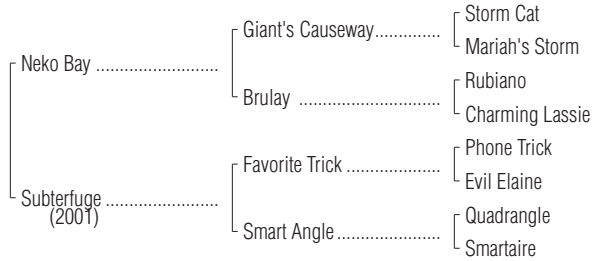 Storm Cat
Giant's Causeway..............
Mariah's Storm
Neko Bay ..........................
Rubiano
Brulay ..............................
Charming Lassie
Phone Trick
Favorite Trick ....................
Evil Elaine
Subterfuge ........................
(2001)
Quadrangle
Smart Angle......................
Smartaire